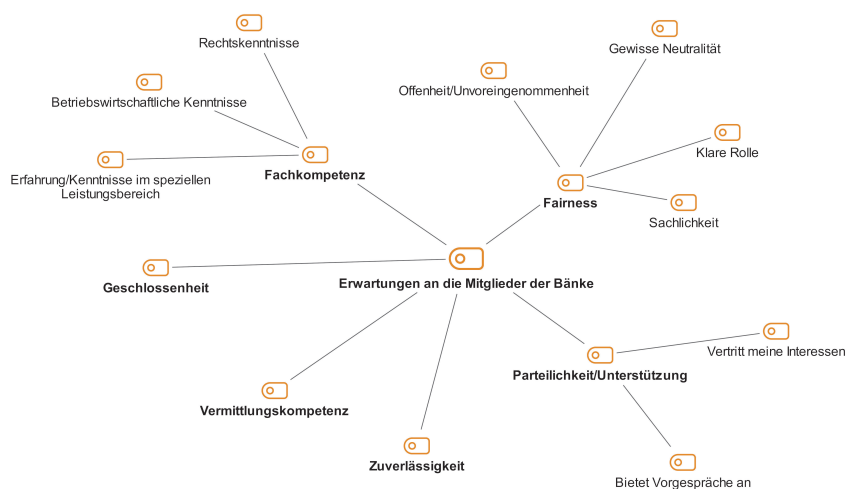 Rechtskenntnisse
Gewisse Neutralität
Offenheit/Unvoreingenommenheit
Betriebswirtschaftliche Kenntnisse
Klare Rolle
Erfahrung/Kenntnisse im speziellen
Leistungsbereich
Fachkompetenz
Fairness
Sachlichkeit
Geschlossenheit
Erwartungen an die Mitglieder der Bänke
Vertritt meine Interessen
Parteilichkeit/Unterstützung
Vermittlungskompetenz
Zuverlässigkeit
Bietet Vorgespräche an